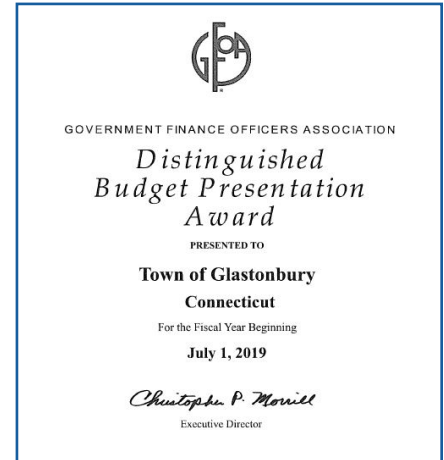 GFOA
GOVERNMENT FINANCE OFFICERS ASSOCIATION
Distinguished
Budget Presentation
Award
PRESENTED TO
Town of Glastonbury
Connecticut
For the Fiscal Year Beginning
July 1, 2019
Christopher P. Morrill
Executive Director